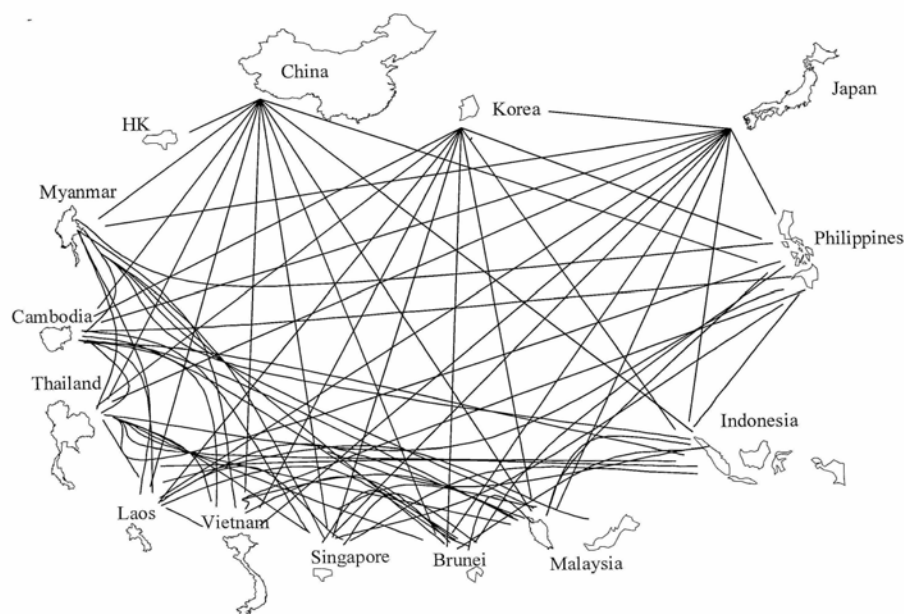 China
Korea
Japan
HK
Myanmar
Philippines
Cambodia
Thailand
Indonesia
Laos
Vietnam
Singapore
Brunei
Malaysia